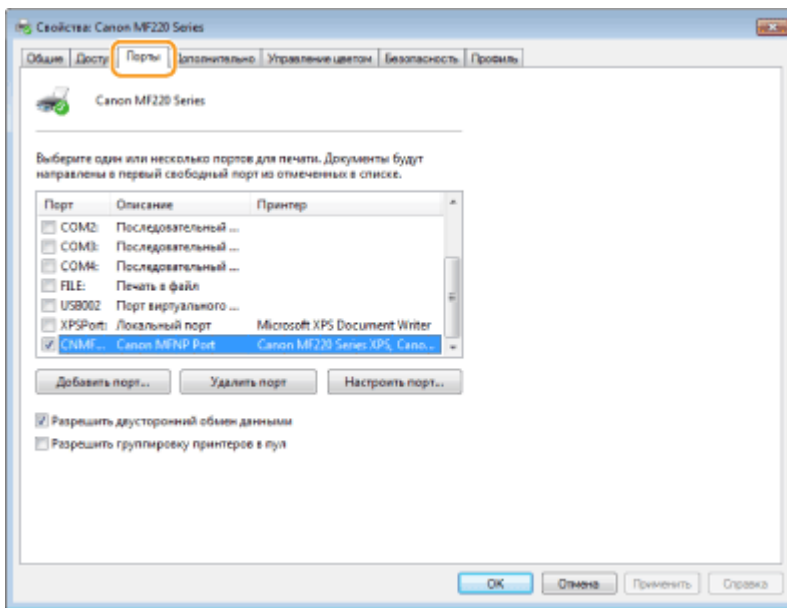 Свойства: Canon MF220 Series
Общие Доступ Порты Дополнительно Управление цветом Безопасность Профиль
Canon MF220 Series
Выберите один или несколько портов для печати. Документы будут
направлены в первый свободный порт из отмеченных в списке.
Порт Описание Принтер
COM2: Последовательный ...
COM3: Последовательный ...
COM4: Последовательный ...
FILE: Печать в файл
USB002 Порт виртуального ...
XPSPort: Локальный порт Microsoft XPS Document Writer
CNMF... Canon MFNP Port Canon MF220 Series XPS, Cano...
Добавить порт... Удалить порт Настроить порт...
Разрешить двусторонний обмен данными
Разрешить группировку принтеров в пул
OK Отмена Применить Справка